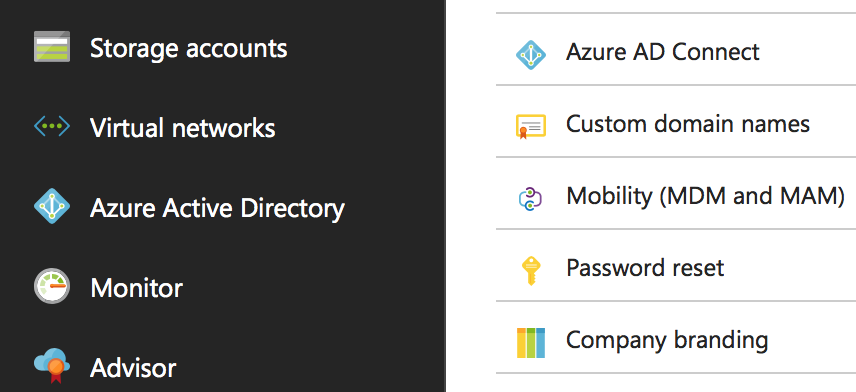 Storage accounts
Virtual networks
Azure Active Directory
Monitor
Advisor
Azure AD Connect
Custom domain names
Mobility (MDM and MAM)
Password reset
Company branding